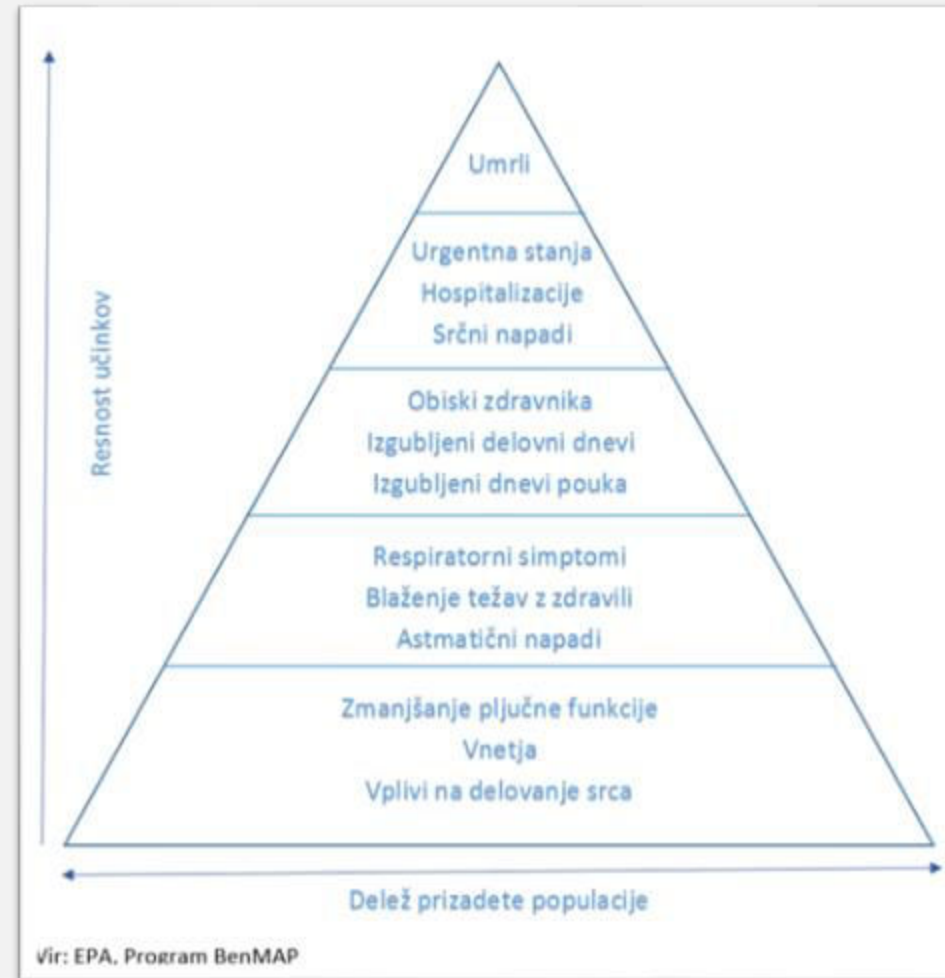 Umrli
Urgentna stanja
Hospitalizacije
Srčni napadi
Obiski zdravnika
Izgubljeni delovni dnevi
Izgubljeni dnevi pouka
Respiratorni simptomi
Blaženje težav z zdravili
Astmatični napadi
Zmanjšanje pljučne funkcije
Vnetja
Vplivi na delovanje srca
Resnost učinkov
Delež prizadete populacije
Vir: EPA, Program BenMAP